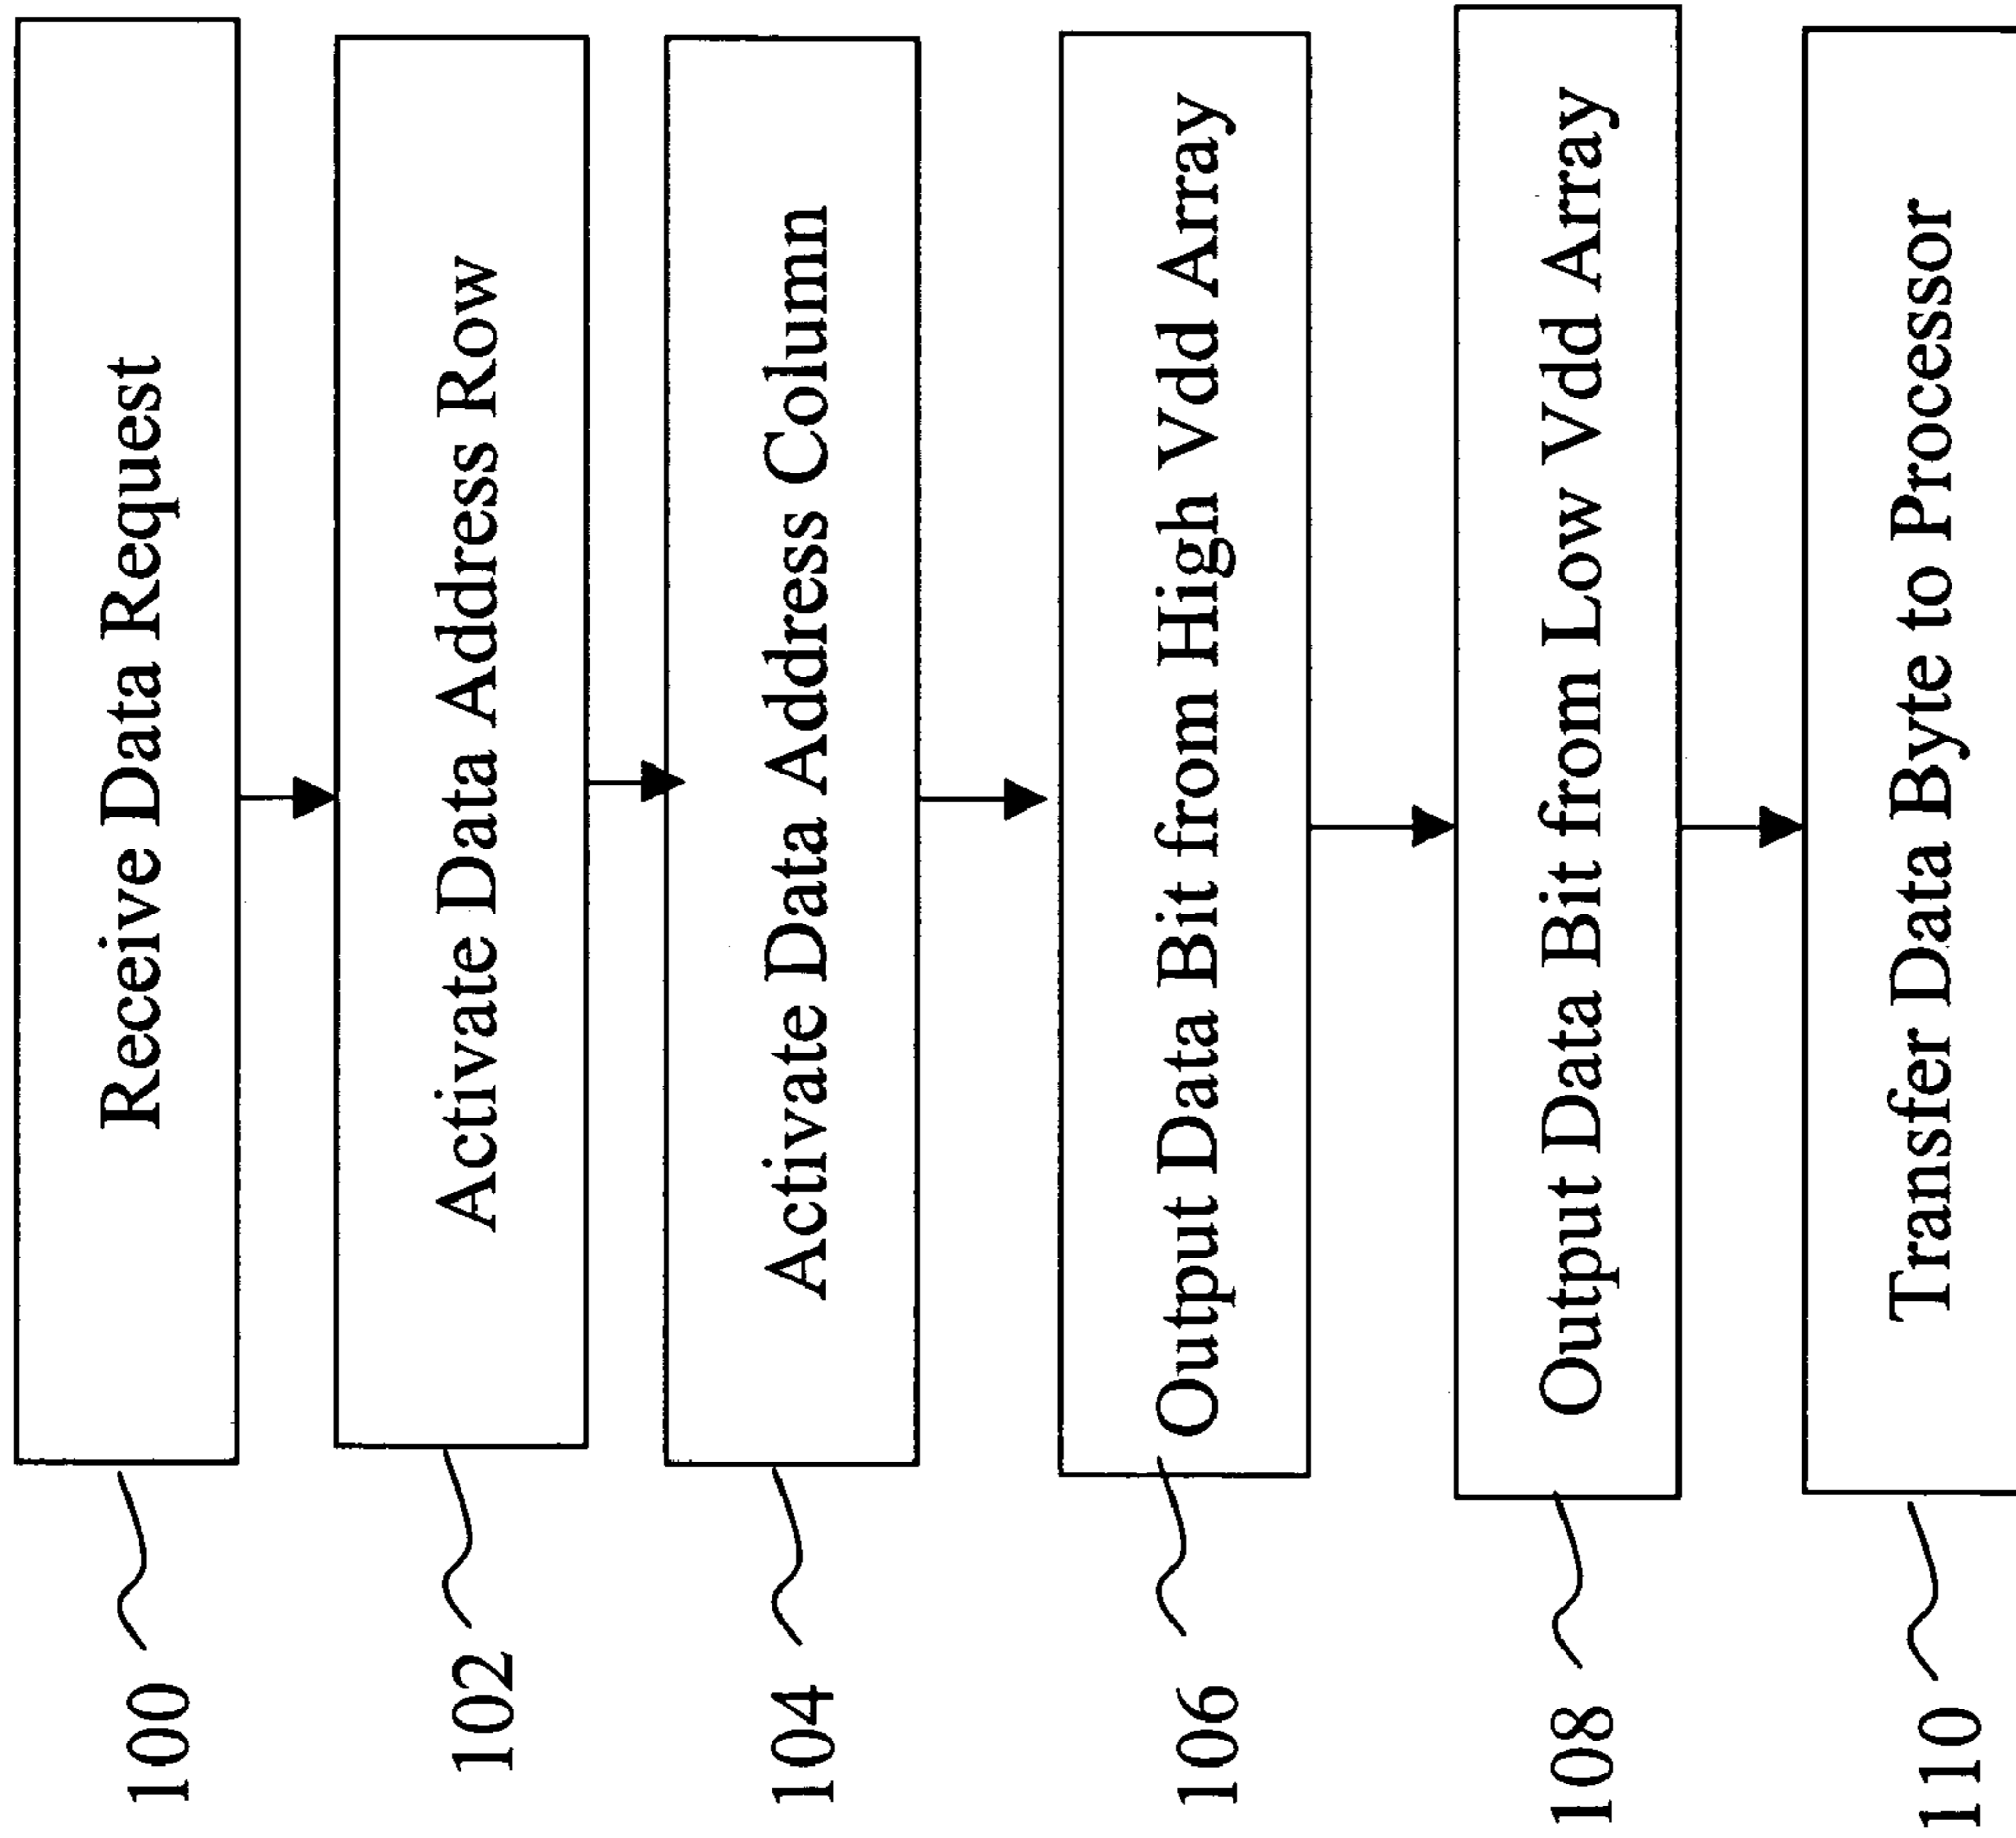 100 Receive Data Request
102 Activate Data Address Row
104 Activate Data Address Column
106 Output Data Bit from High Vdd Array
108 Output Data Bit from Low Vdd Array
110 Transfer Data Byte to Processor